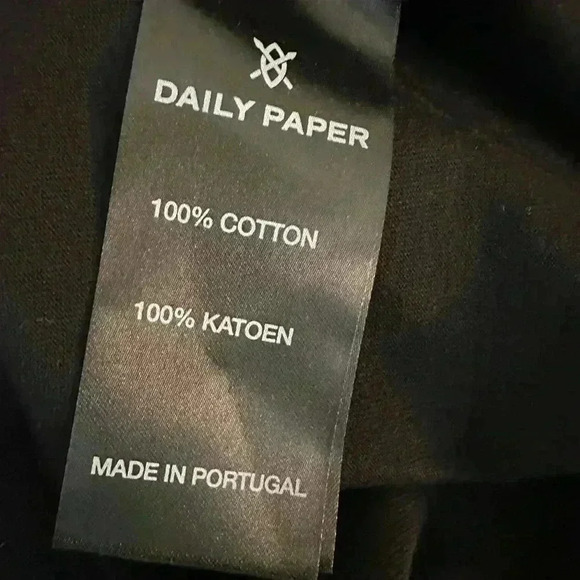 DAILY PAPER
100% COTTON
100% KATOEN
MADE IN PORTUGAL